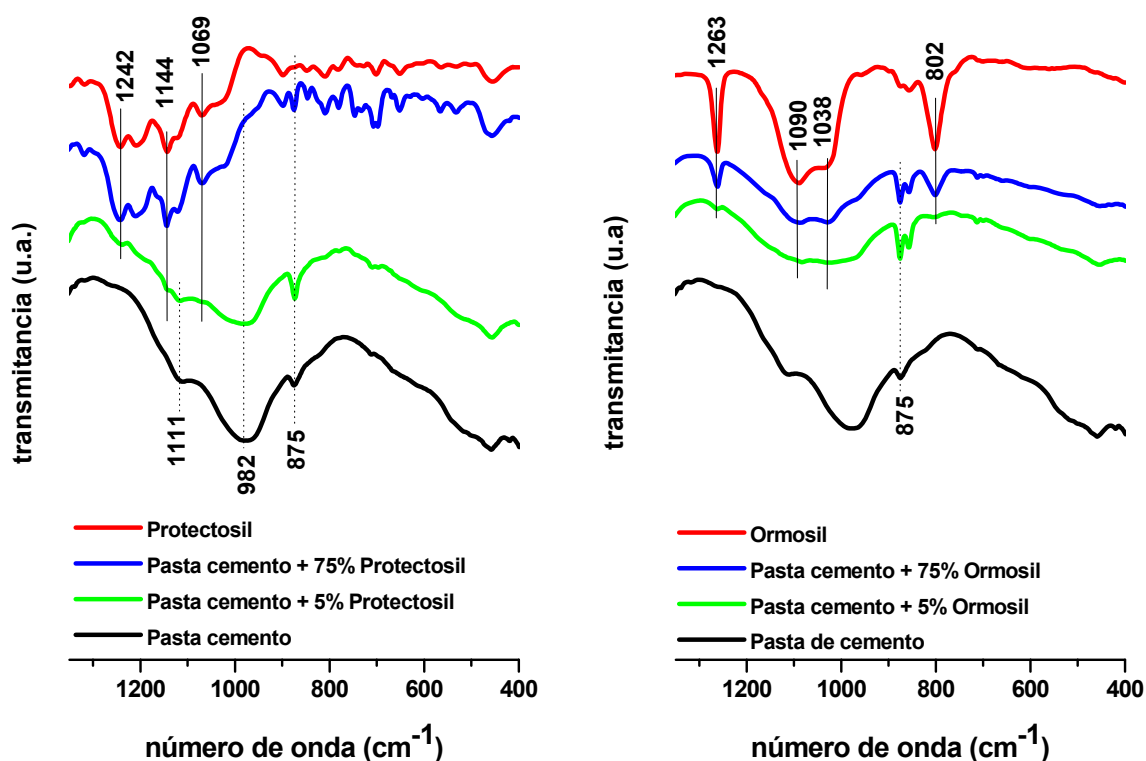 1242
1144
1069
1111
982
875
transmitancia (u.a.)
Protectosil
Pasta cemento + 75% Protectosil
Pasta cemento + 5% Protectosil
Pasta cemento
1200 1000 800 600 400
número de onda (cm-1)
1263
1090
1038
802
875
transmitancia (u.a)
Ormosil
Pasta cemento + 75% Ormosil
Pasta cemento + 5% Ormosil
Pasta de cemento
1200 1000 800 600 400
número de onda (cm-1)